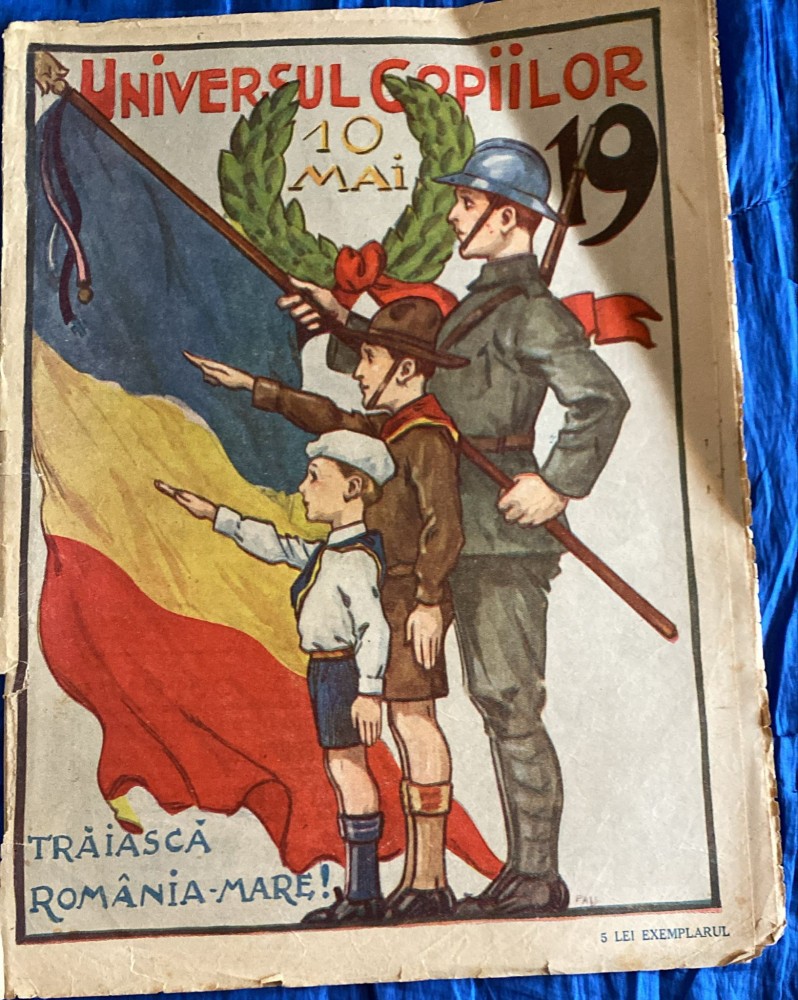 UNIVERSUL COPIILOR
10
MAI
19
TRĂIASCĂ
ROMÂNIA-MARE!
5 LEI EXEMPLARUL